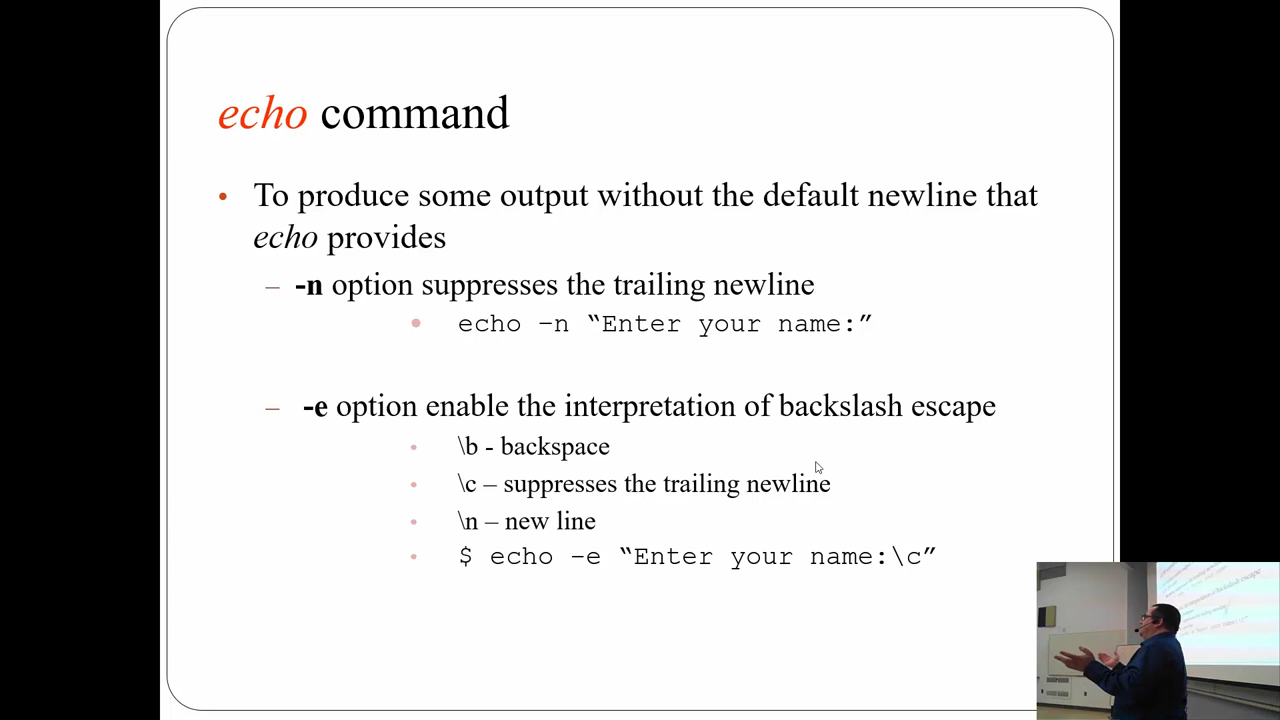 echo command
• To produce some output without the default newline that
echo provides
– -n option suppresses the trailing newline
• echo –n “Enter your name:”
– -e option enable the interpretation of backslash escape
• \b - backspace
• \c – suppresses the trailing newline
• \n – new line
• $ echo –e “Enter your name:\c”